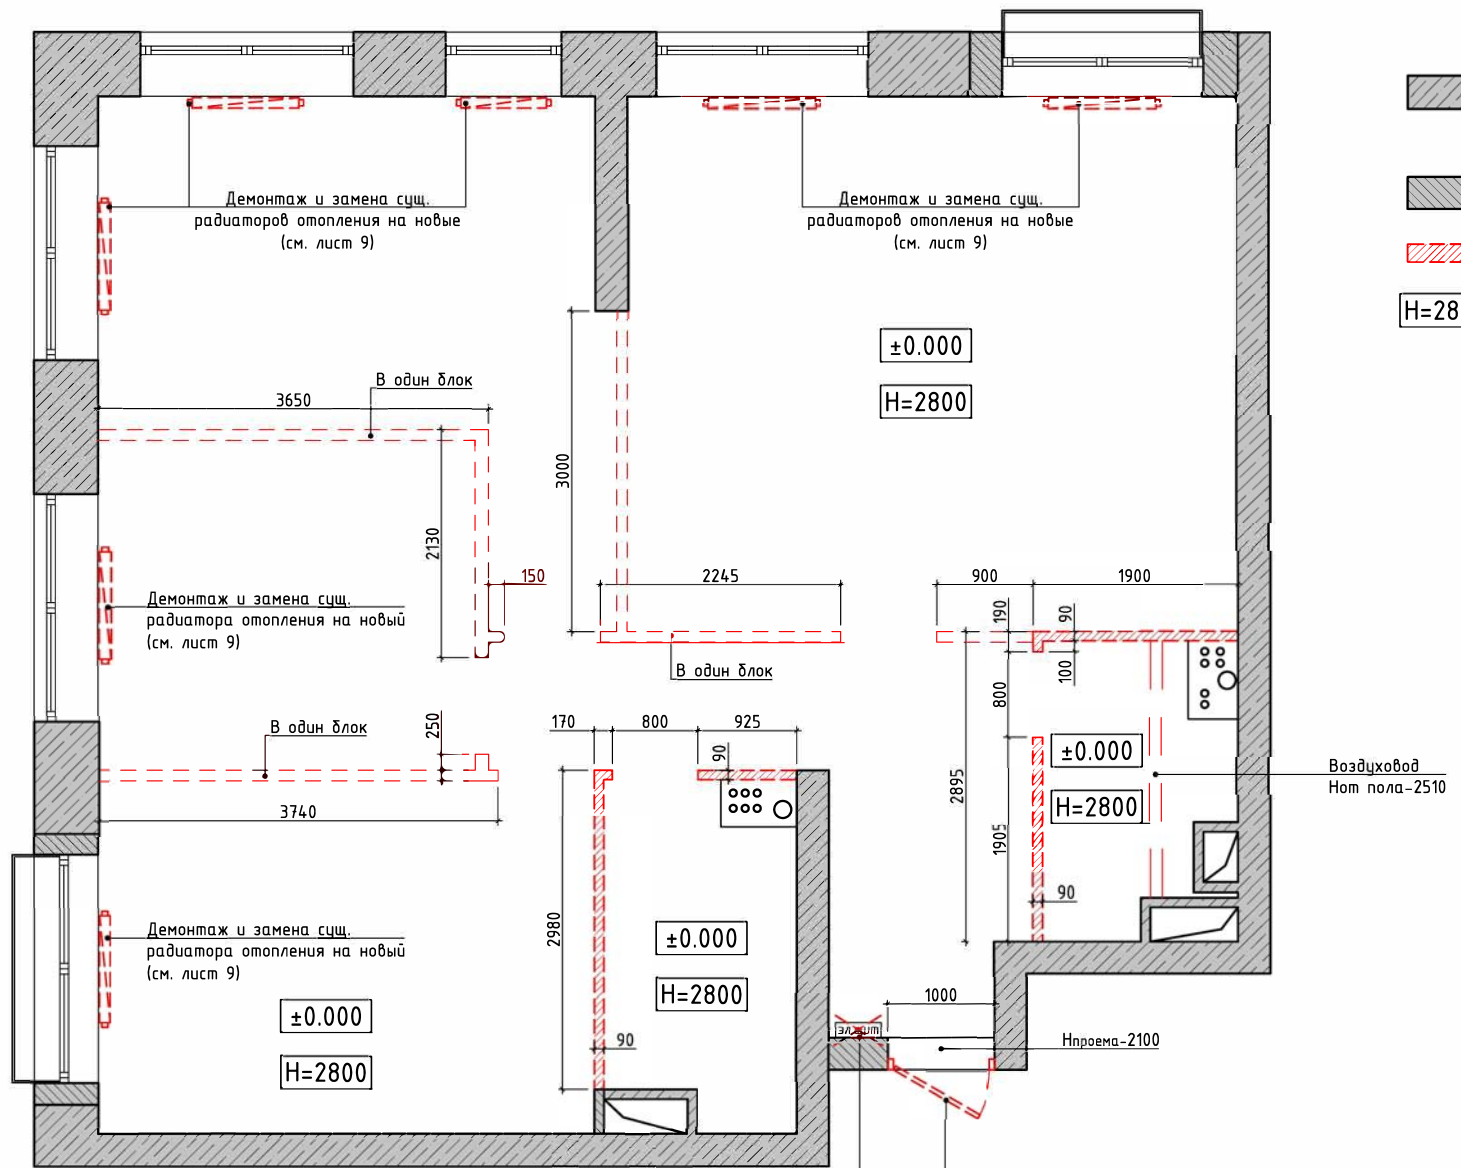 Демонтаж и замена сущ.
радиаторов отопления на новые
(см. лист 9)
Демонтаж и замена сущ.
радиаторов отопления на новые
(см. лист 9)
H=28
±0.000
H=2800
В один блок
3650
3000
2130
150
2245
900
1900
190
90
100
Демонтаж и замена сущ.
радиатора отопления на новый
(см. лист 9)
В один блок
800
250
В один блок
170
800
925
90
±0.000
H=2800
2895
Воздуховод
Нот пола-2510
3740
1905
90
2980
Демонтаж и замена сущ.
радиатора отопления на новый
(см. лист 9)
±0.000
H=2800
±0.000
H=2800
1000
90
Нпроема-2100